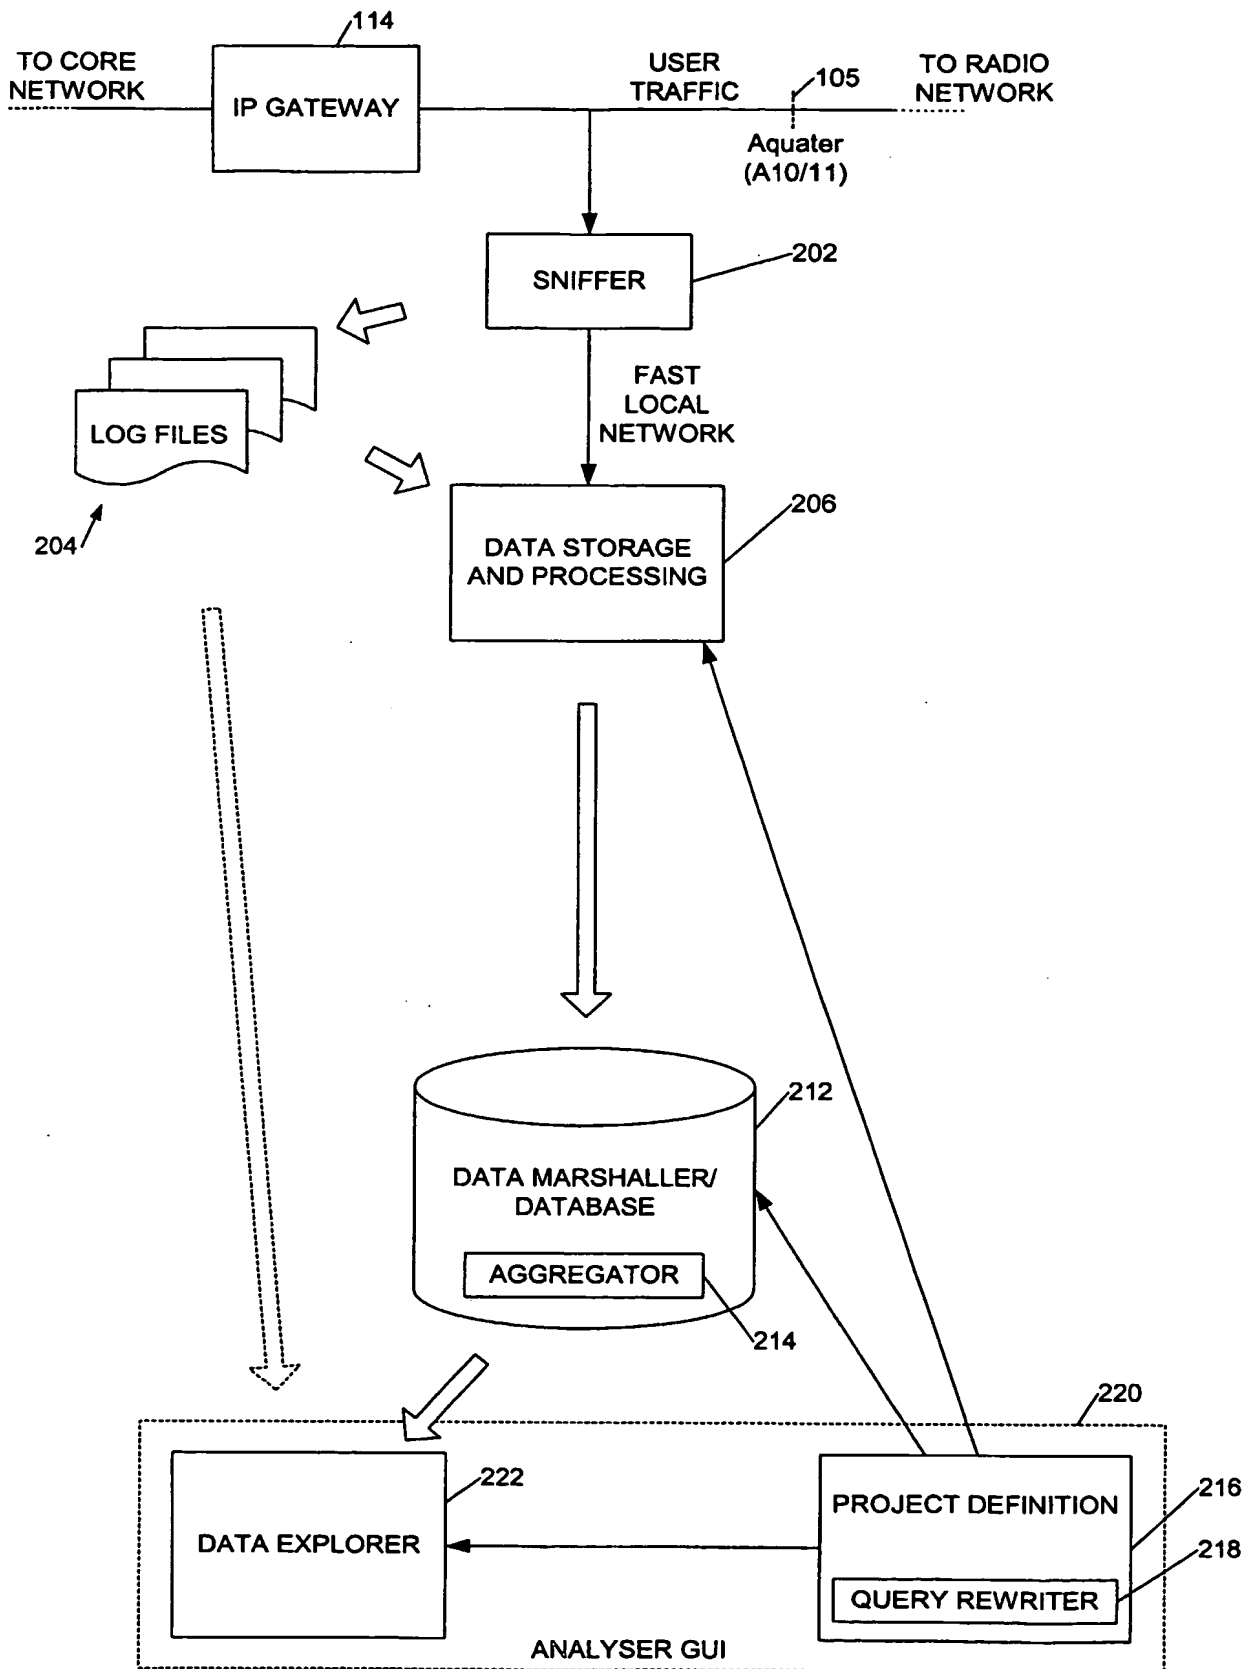 114
TO CORE
NETWORK
IP GATEWAY
USER
TRAFFIC
105
TO RADIO
NETWORK
Aquater
(A10/11)
SNIFFER
202
LOG FILES
204
FAST
LOCAL
NETWORK
DATA STORAGE
AND PROCESSING
206
212
DATA MARSHALLER/
DATABASE
AGGREGATOR
214
220
DATA EXPLORER
222
PROJECT DEFINITION
216
QUERY REWRITER
218
ANALYSER GUI